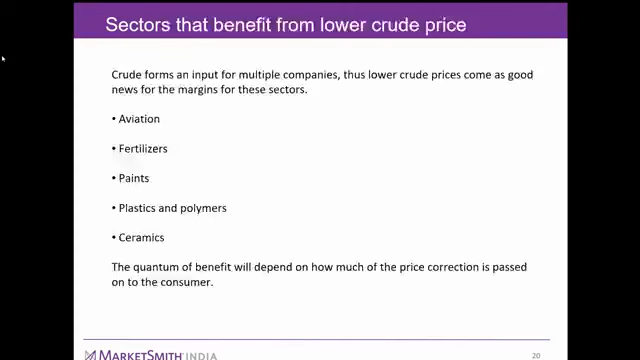 Sectors that benefit from lower crude price
Crude forms an input for multiple companies, thus lower crude prices come as good
news for the margins for these sectors.
• Aviation
• Fertilizers
• Paints
• Plastics and polymers
• Ceramics
The quantum of benefit will depend on how much of the price correction is passed
on to the consumer.
MARKETSMITH INDIA
20